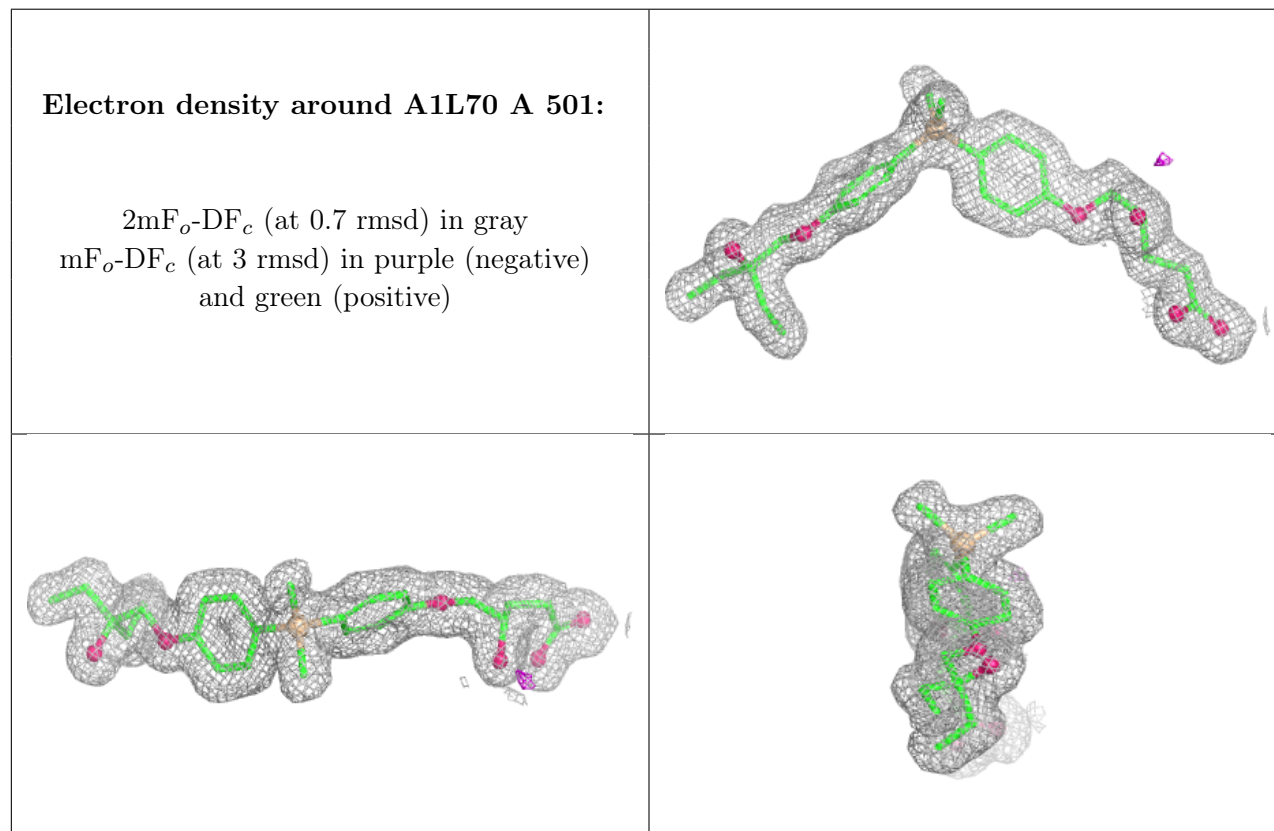 Electron density around A1L70 A 501:
2mFo-DFc (at 0.7 rmsd) in gray
mFo-DFc (at 3 rmsd) in purple (negative)
and green (positive)